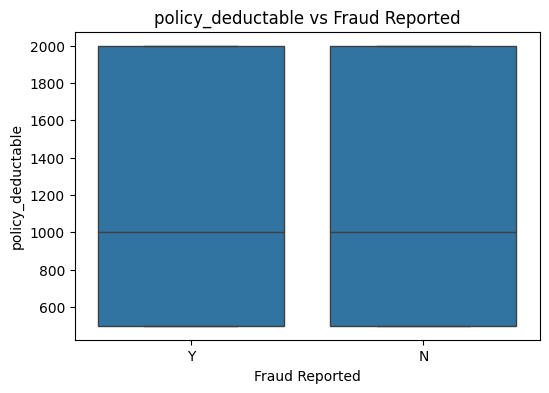 policy_deductable vs Fraud Reported
policy_deductable
2000
1800
1600
1400
1200
1000
800
600
Y N
Fraud Reported